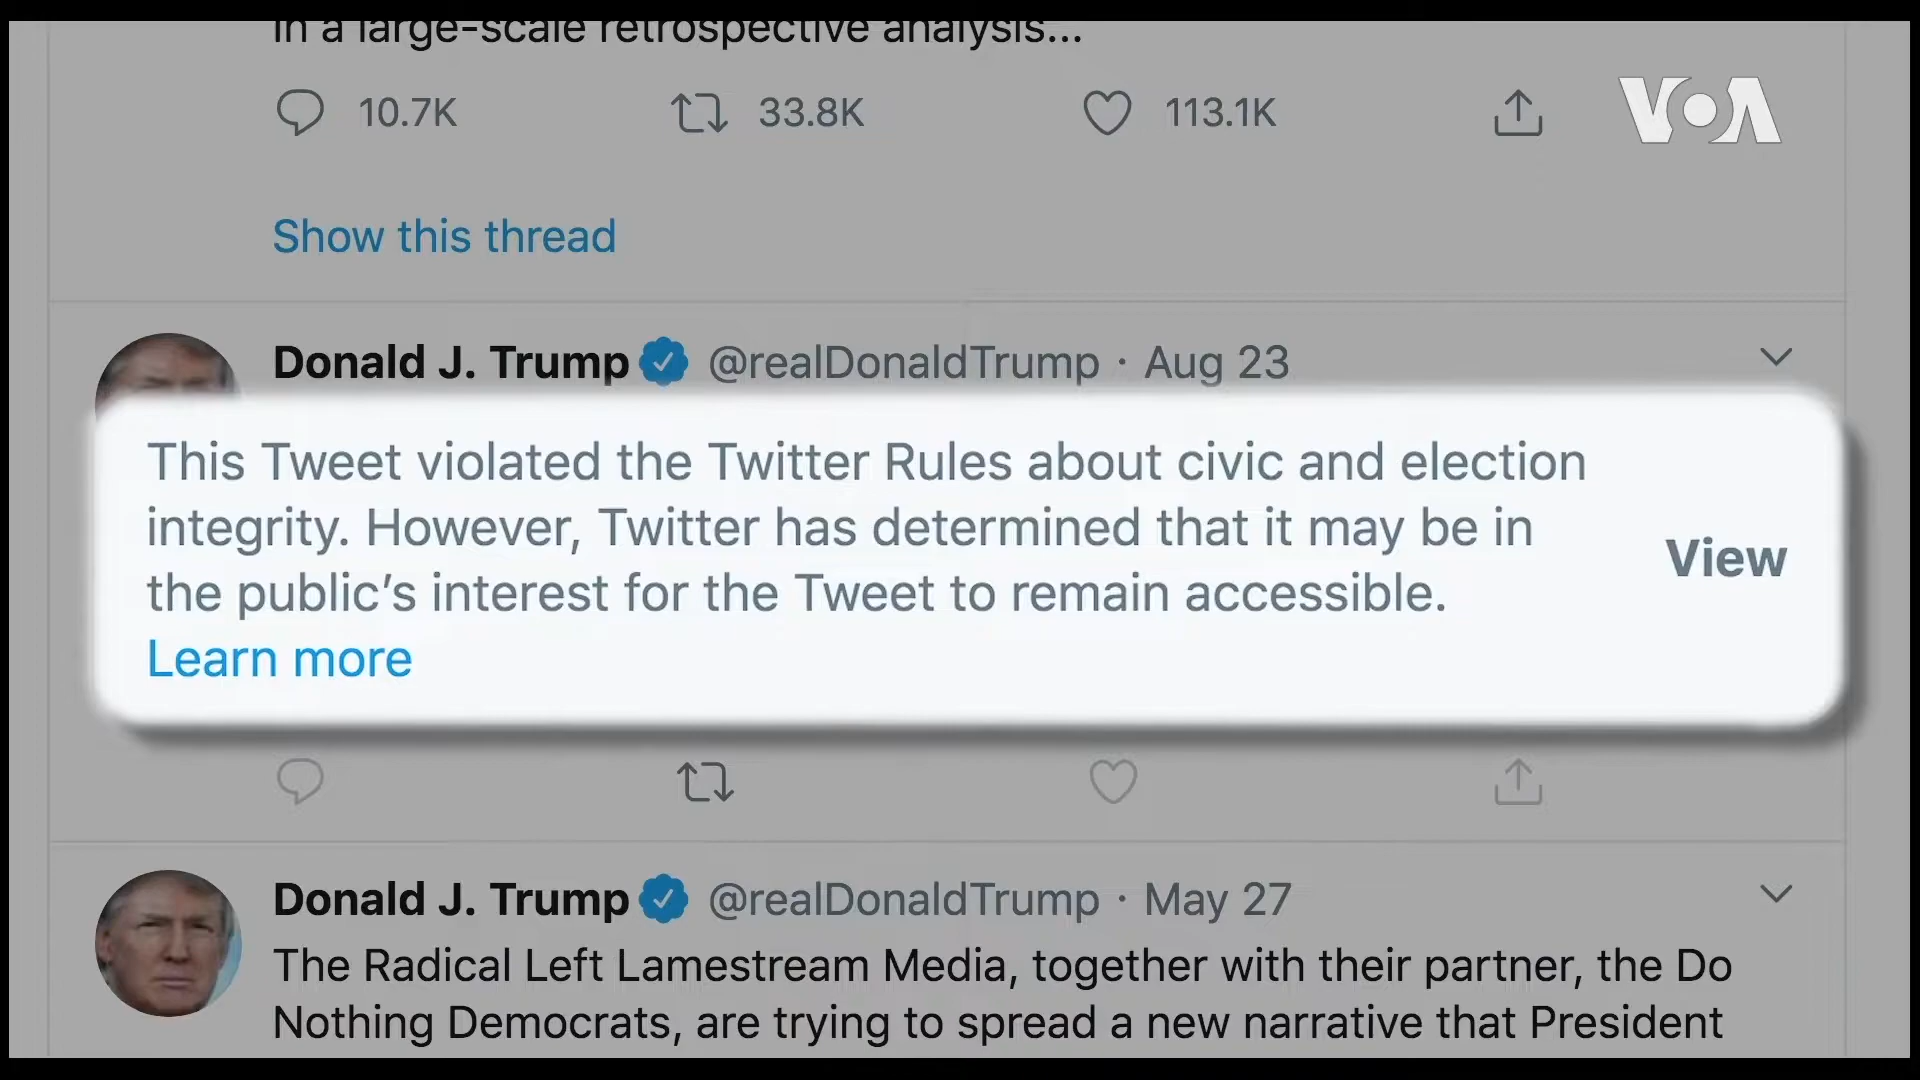 in a large-scale retrospective analysis...
10.7K 33.8K 113.1K
VOA
Show this thread
Donald J. Trump @realDonaldTrump · Aug 23
This Tweet violated the Twitter Rules about civic and election
integrity. However, Twitter has determined that it may be in
the public's interest for the Tweet to remain accessible.
View
Learn more
Donald J. Trump @realDonaldTrump · May 27
The Radical Left Lamestream Media, together with their partner, the Do
Nothing Democrats, are trying to spread a new narrative that President